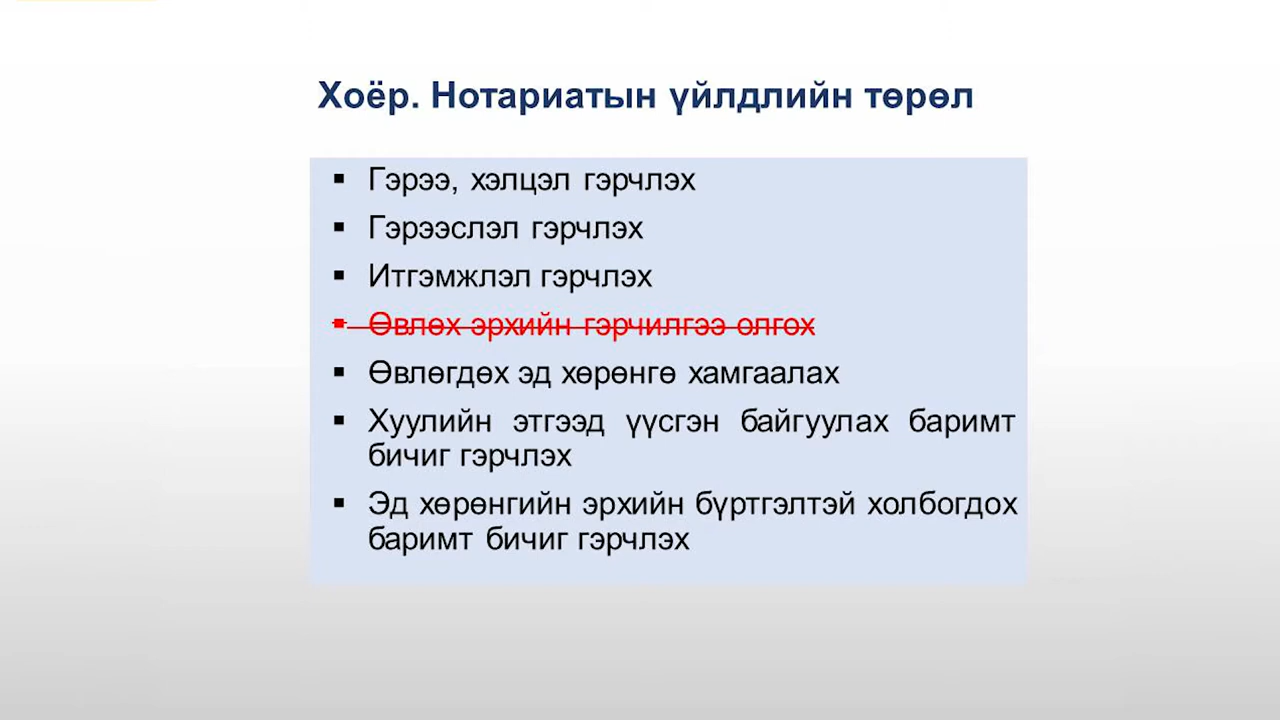 Хоёр. Нотариатын үйлдлийн төрөл
▪ Гэрээ, хэлцэл гэрчлэх
▪ Гэрээслэл гэрчлэх
▪ Итгэмжлэл гэрчлэх
▪ Өвлөх эрхийн гэрчилгээ олгох
▪ Өвлөгдөх эд хөрөнгө хамгаалах
▪ Хуулийн этгээд үүсгэн байгуулах баримт
бичиг гэрчлэх
▪ Эд хөрөнгийн эрхийн бүртгэлтэй холбогдох
баримт бичиг гэрчлэх